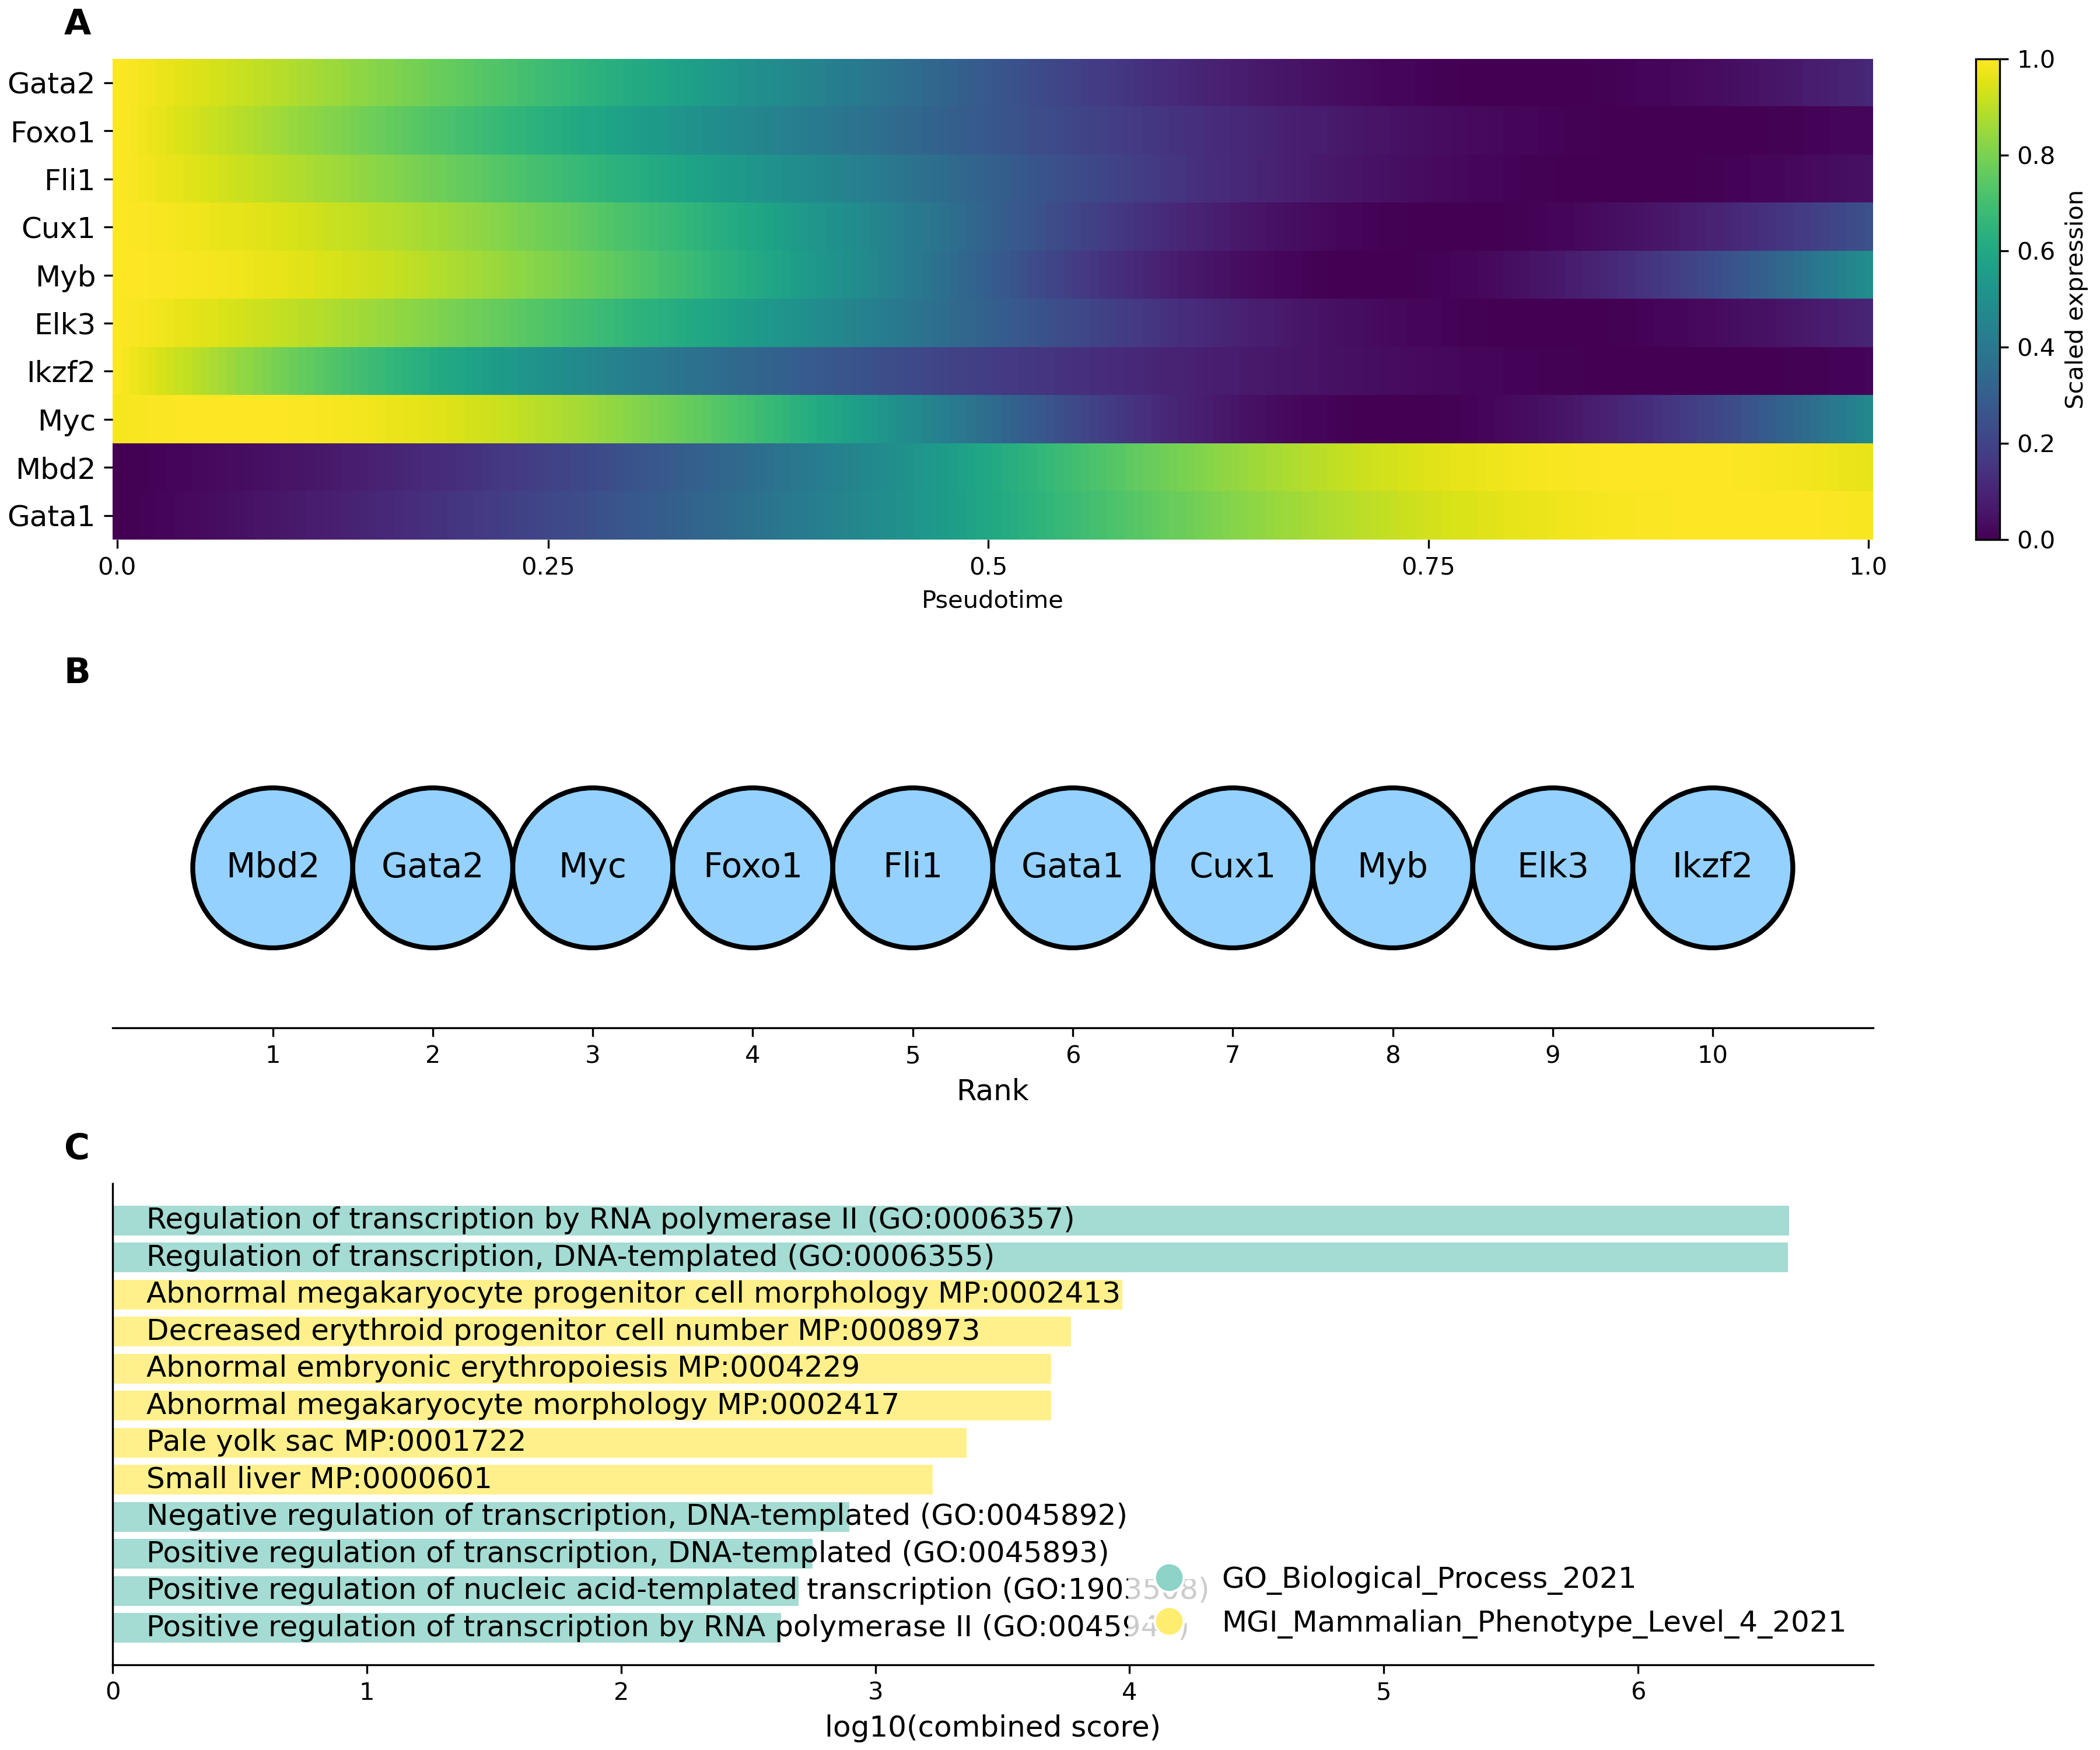 A
Gata2
Foxo1
Fli1
Cux1
Myb
Elk3
Ikzf2
Myc
Mbd2
Gata1
0.0 0.25 0.5 0.75 1.0
Pseudotime
1.0
0.8
0.6
0.4
0.2
0.0
Scaled expression
B
Mbd2 Gata2 Myc Foxo1 Fli1 Gata1 Cux1 Myb Elk3 Ikzf2
1 2 3 4 5 6 7 8 9 10
Rank
C
Regulation of transcription by RNA polymerase II (GO:0006357)
Regulation of transcription, DNA-templated (GO:0006355)
Abnormal megakaryocyte progenitor cell morphology MP:0002413
Decreased erythroid progenitor cell number MP:0008973
Abnormal embryonic erythropoiesis MP:0004229
Abnormal megakaryocyte morphology MP:0002417
Pale yolk sac MP:0001722
Small liver MP:0000601
Negative regulation of transcription, DNA-templated (GO:0045892)
Positive regulation of transcription, DNA-templated (GO:0045893)
Positive regulation of nucleic acid-templated transcription
Positive regulation of transcription by RNA polymerase II
GO_Biological_Process_2021
MGI_Mammalian_Phenotype_Level_4_2021
0 1 2 3 4 5 6
log10(combined score)